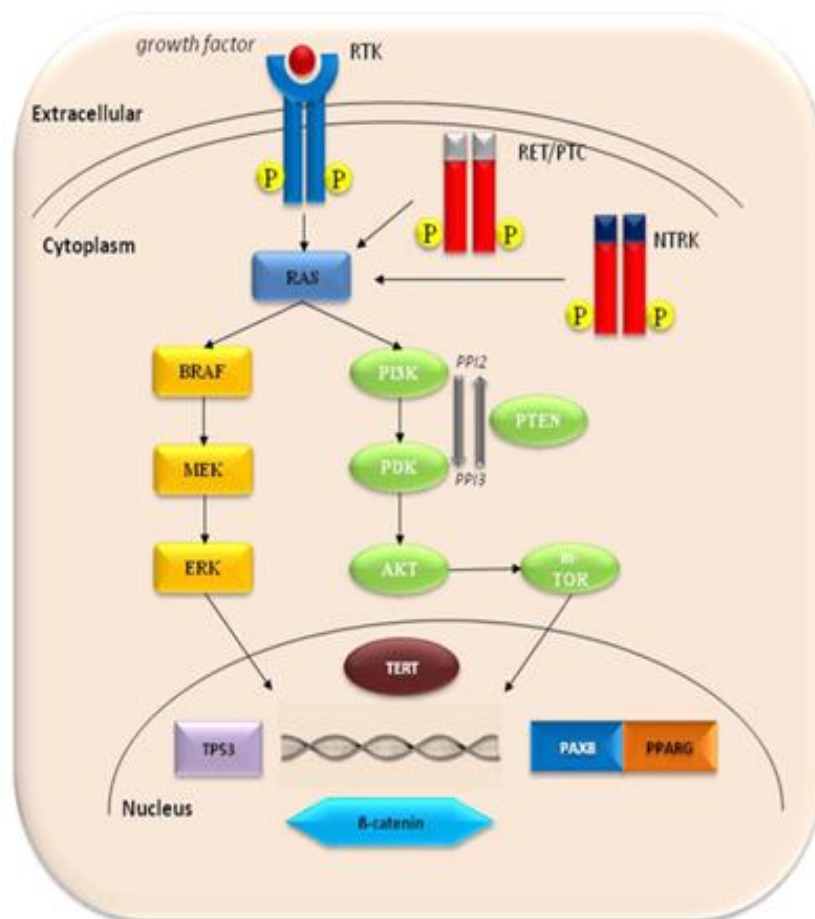 growth factor
RTK
Extracellular
RET/PTC
P
P
P
P
NTRK
Cytoplasm
RAS
P
P
BRAF
PI3K
PPI2
PTEN
MEK
PDK
PPI3
ERK
AKT
m-
TOR
TERT
TP53
PAX8
PPARG
Nucleus
ß-catenin